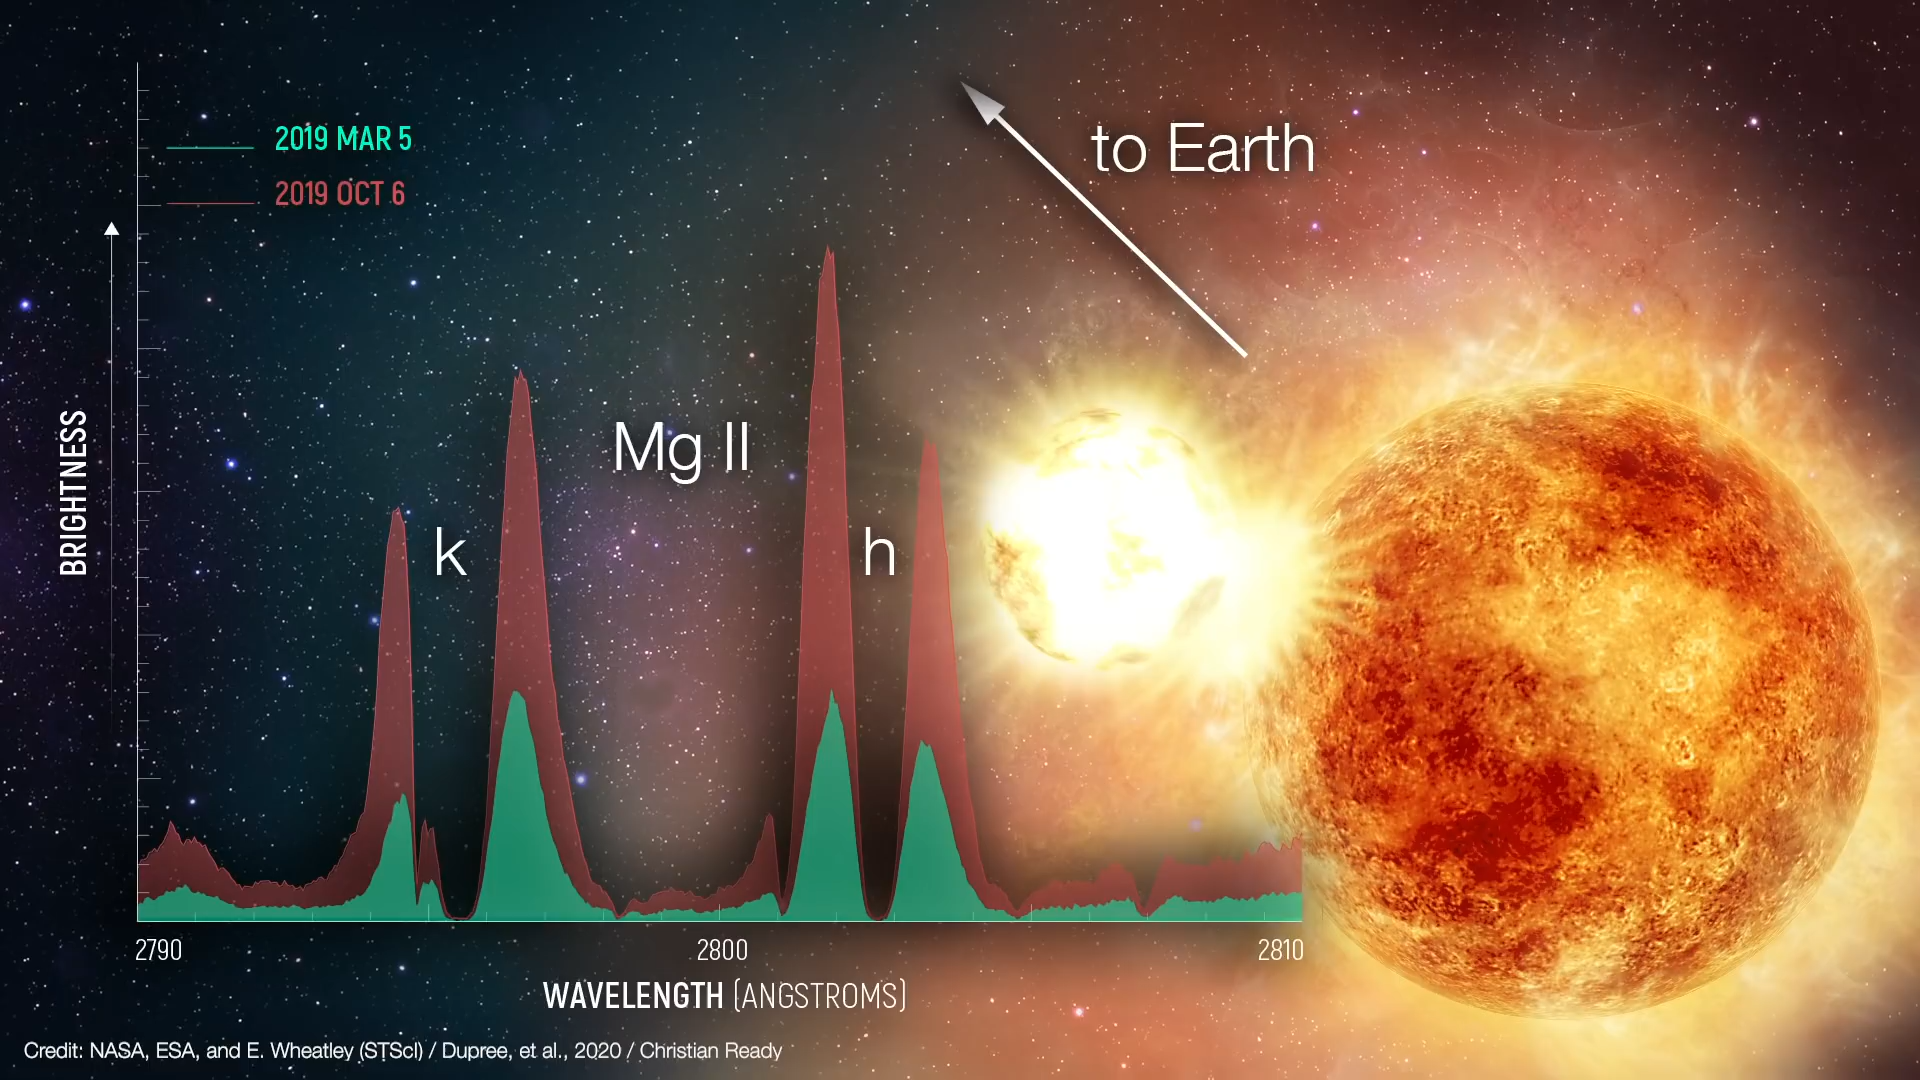 2019 MAR 5
2019 OCT 6
to Earth
BRIGHTNESS
Mg II
k
h
2790
2800
2810
WAVELENGTH (ANGSTROMS)
Credit: NASA, ESA, and E. Wheatley (STScI) / Dupree, et al., 2020 / Christian Ready